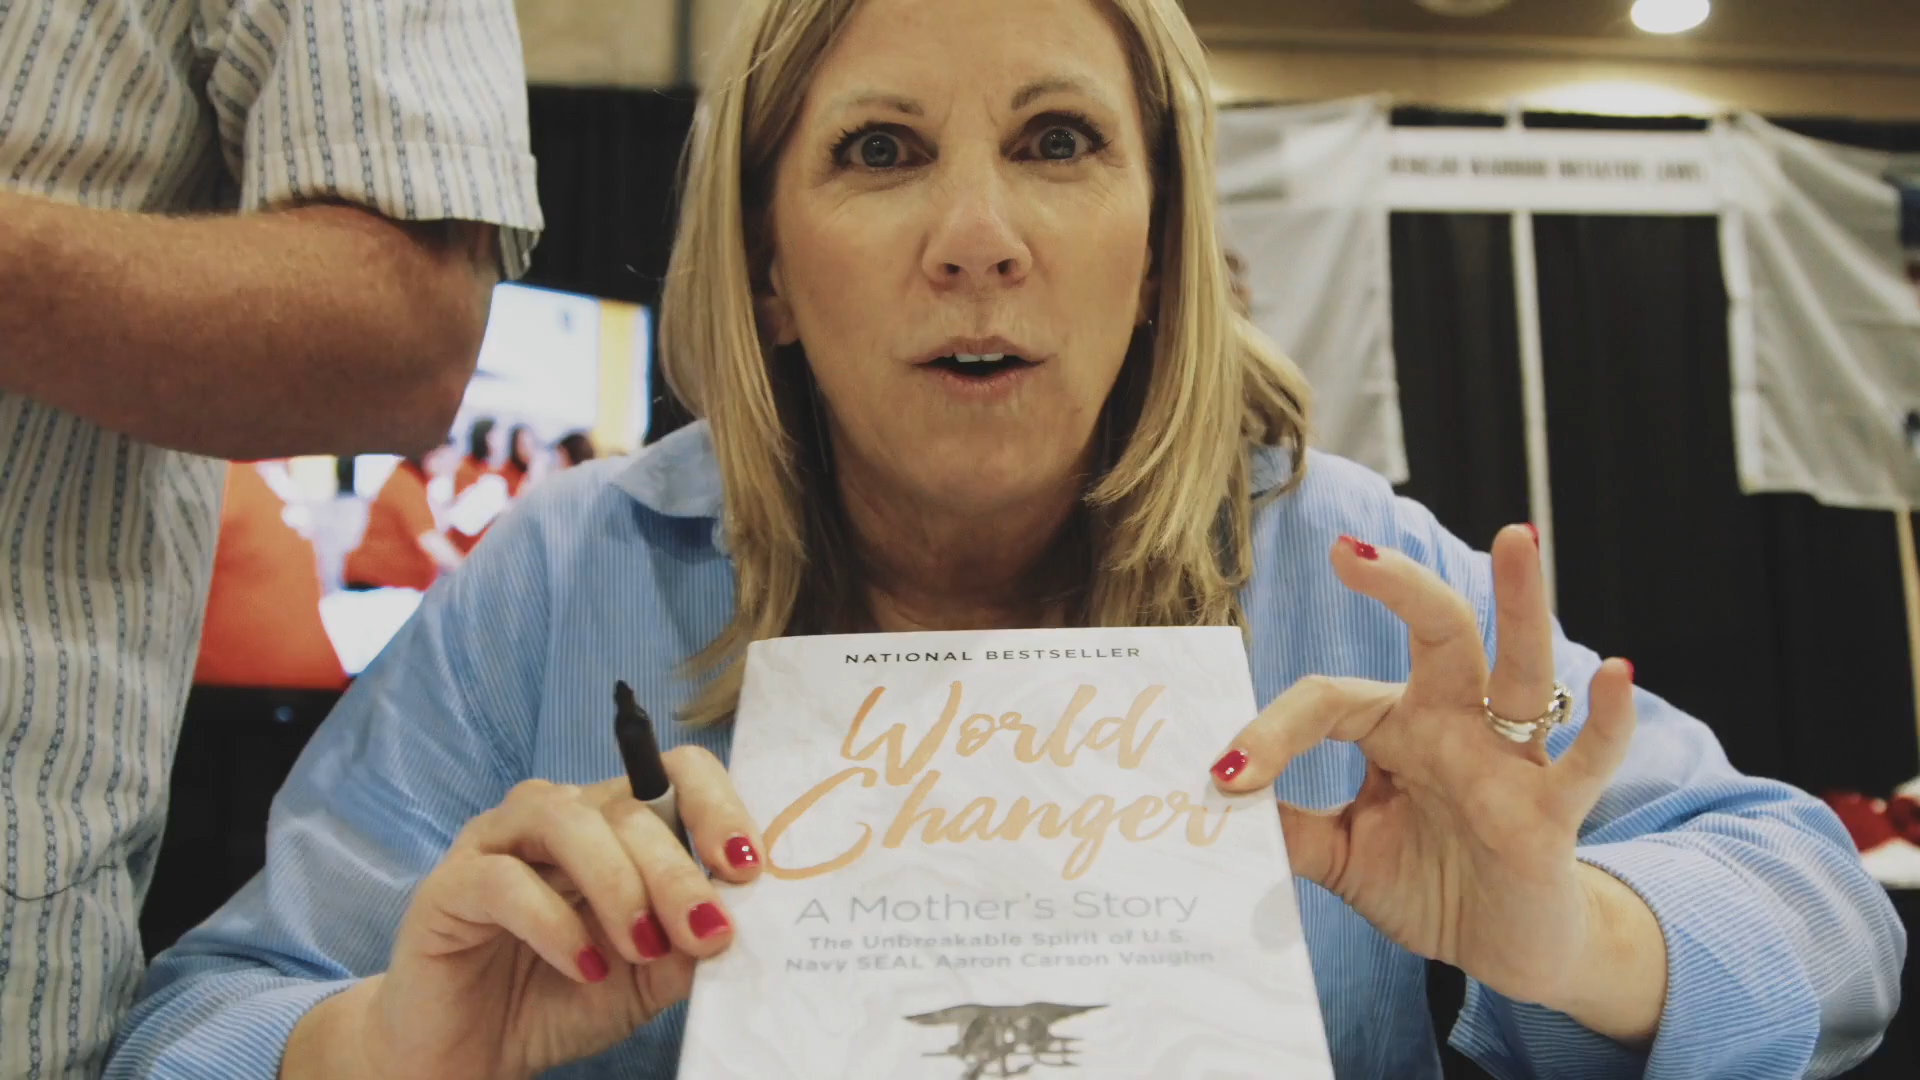 NATIONAL BESTSELLER
World
Changer
A Mother's Story
The Unbreakable Spirit of U.S.
Navy SEAL Aaron Carson Vaughn